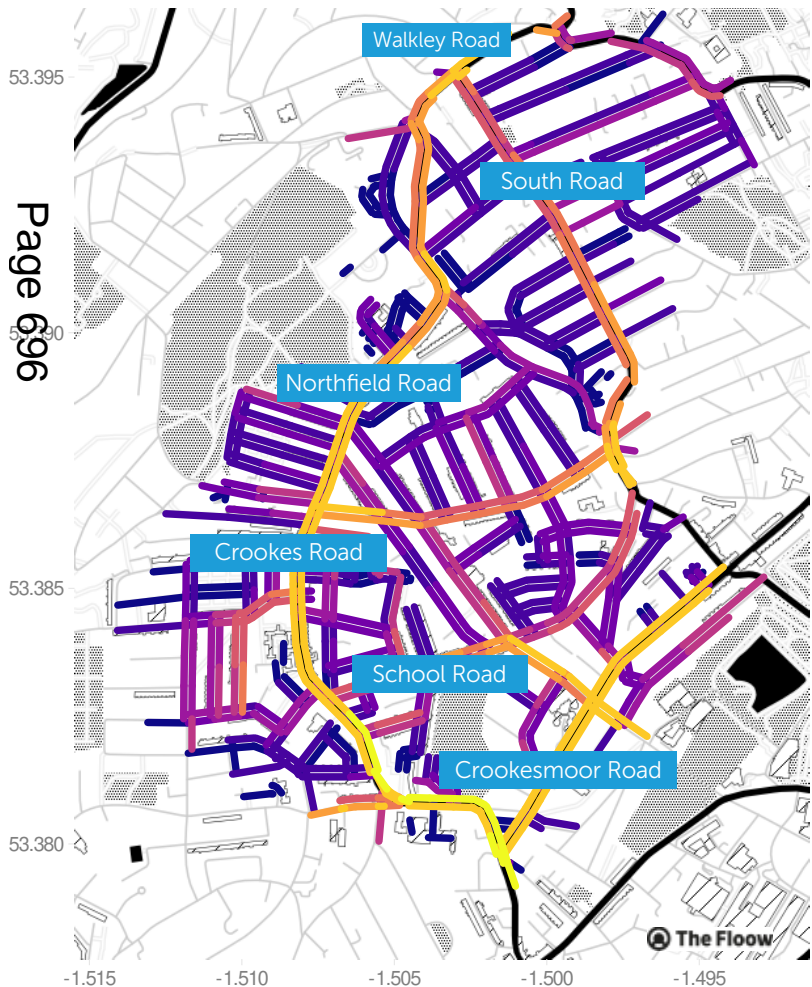 Walkley Road
53.395
South Road
Page 696
53.390
Northfield Road
Crookes Road
53.385
School Road
Crookesmoor Road
53.380
The Floow
-1.515
-1.510
-1.505
-1.500
-1.495